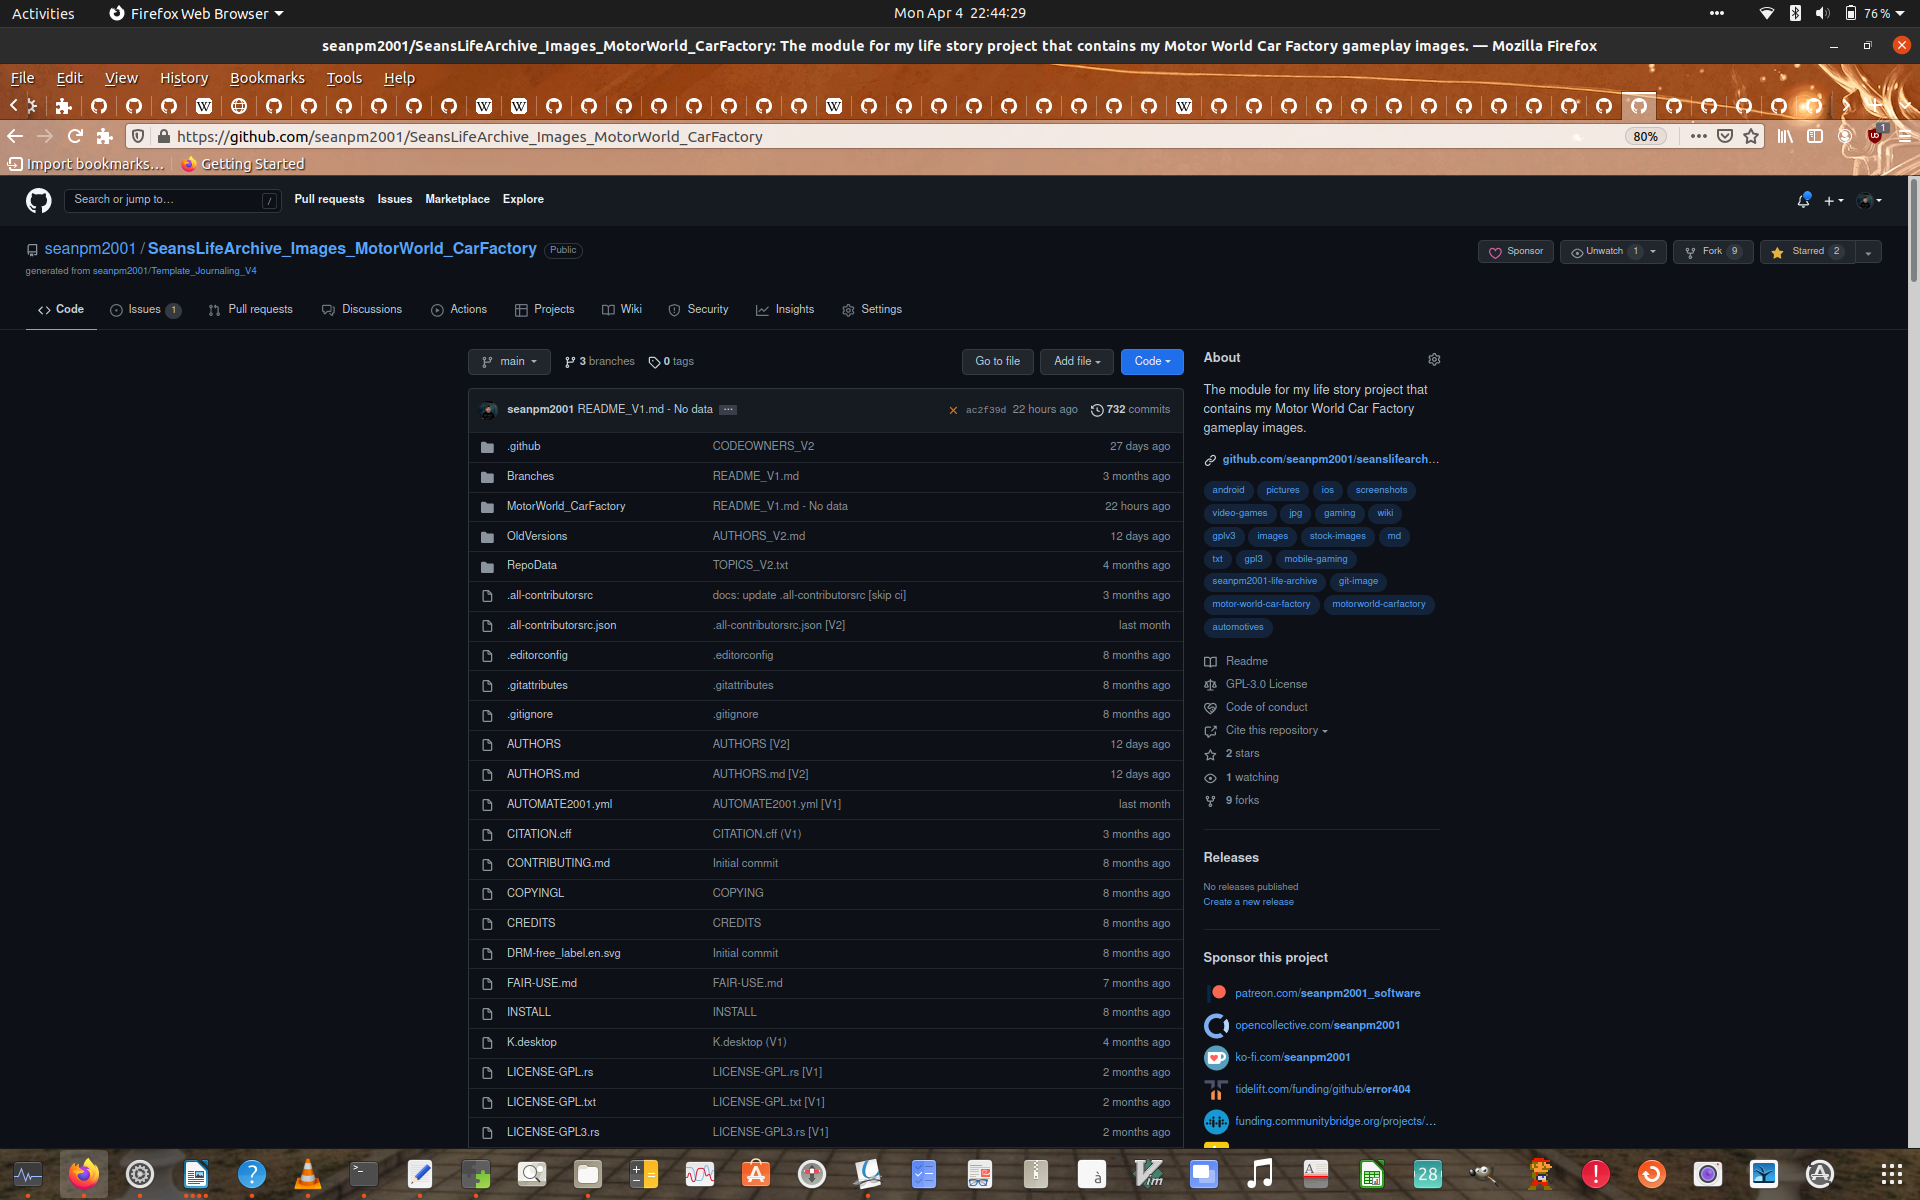 Activities Firefox Web Browser Mon Apr 4 22:44:29 76 %
seanpm2001/SeansLifeArchive_Images_MotorWorld_CarFactory: The module for my life story project that contains my Motor World Car Factory gameplay images. — Mozilla Firefox
File Edit View History Bookmarks Tools Help
https://github.com/seanpm2001/SeansLifeArchive_Images_MotorWorld_CarFactory 80% 1
Import bookmarks… Getting Started
Search or jump to… / Pull requests Issues Marketplace Explore
seanpm2001 / SeansLifeArchive_Images_MotorWorld_CarFactory Public
Sponsor Unwatch 1 Fork 9 Starred 2
generated from seanpm2001/Template_Journaling_V4
Code Issues 1 Pull requests Discussions Actions Projects Wiki Security Insights Settings
main 3 branches 0 tags Go to file Add file Code
seanpm2001 README_V1.md - No data ac2f39d 22 hours ago 732 commits
.github CODEOWNERS_V2 27 days ago
Branches README_V1.md 3 months ago
MotorWorld_CarFactory README_V1.md - No data 22 hours ago
OldVersions AUTHORS_V2.md 12 days ago
RepoData TOPICS_V2.txt 4 months ago
.all-contributorsrc docs: update .all-contributorsrc [skip ci] 3 months ago
.all-contributorsrc.json .all-contributorsrc.json [V2] last month
.editorconfig .editorconfig 8 months ago
.gitattributes .gitattributes 8 months ago
.gitignore .gitignore 8 months ago
AUTHORS AUTHORS [V2] 12 days ago
AUTHORS.md AUTHORS.md [V2] 12 days ago
AUTOMATE2001.yml AUTOMATE2001.yml [V1] last month
CITATION.cff CITATION.cff (V1) 3 months ago
CONTRIBUTING.md Initial commit 8 months ago
COPYINGL COPYING 8 months ago
CREDITS CREDITS 8 months ago
DRM-free_label.en.svg Initial commit 8 months ago
FAIR-USE.md FAIR-USE.md 7 months ago
INSTALL INSTALL 8 months ago
K.desktop K.desktop (V1) 4 months ago
LICENSE-GPL.rs LICENSE-GPL.rs [V1] 2 months ago
LICENSE-GPL.txt LICENSE-GPL.txt [V1] 2 months ago
LICENSE-GPL3.rs LICENSE-GPL3.rs [V1] 2 months ago
About
The module for my life story project that
contains my Motor World Car Factory
gameplay images.
github.com/seanpm2001/seanslifearch…
android pictures ios screenshots
video-games jpg gaming wiki
gplv3 images stock-images md
txt gpl3 mobile-gaming
seanpm2001-life-archive git-image
motor-world-car-factory motorworld-carfactory
automotives
Readme
GPL-3.0 License
Code of conduct
Cite this repository
2 stars
1 watching
9 forks
Releases
No releases published
Create a new release
Sponsor this project
patreon.com/seanpm2001_software
opencollective.com/seanpm2001
ko-fi.com/seanpm2001
tidelift.com/funding/github/error404
funding.communitybridge.org/projects/…
28